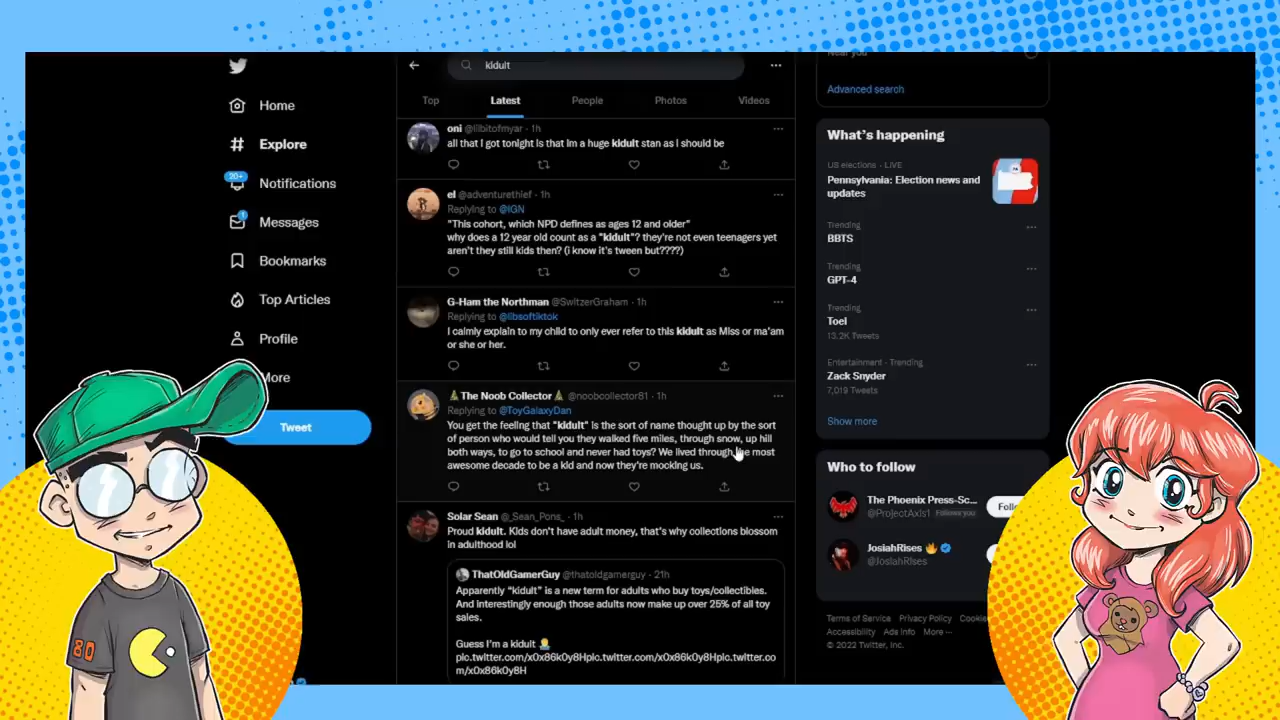 kidult
Home
Explore
20+
Notifications
1
Messages
Bookmarks
Top Articles
Profile
More
Tweet
Top
Latest
People
Photos
Videos
oni @lilbitofmyar · 1h
all that I got tonight is that Im a huge kidult stan as I should be
el @adventurethief · 1h
Replying to @IGN
"This cohort, which NPD defines as ages 12 and older"
why does a 12 year old count as a "kidult"? they're not even teenagers yet
aren't they still kids then? (i know it's tween but????)
G-Ham the Northman @SwitzerGraham · 1h
Replying to @libsoftiktok
I calmly explain to my child to only ever refer to this kidult as Miss or ma'am
or she or her.
🎄The Noob Collector🎄 @noobcollector81 · 1h
Replying to @ToyGalaxyDan
You get the feeling that "kidult" is the sort of name thought up by the sort
of person who would tell you they walked five miles, through snow, up hill
both ways, to go to school and never had toys? We lived through the most
awesome decade to be a kid and now they're mocking us.
Solar Sean @_Sean_Pons_ · 1h
Proud kidult. Kids don't have adult money, that's why collections blossom
in adulthood lol
ThatOldGamerGuy @thatoldgamerguy · 21h
Apparently "kidult" is a new term for adults who buy toys/collectibles.
And interestingly enough those adults now make up over 25% of all toy
sales.
Guess I'm a kidult
pic.twitter.com/x0x86k0y8Hpic.twitter.com/x0x86k0y8Hpic.twitter.co
m/x0x86k0y8H
Near you
Advanced search
What's happening
US elections · LIVE
Pennsylvania: Election news and
updates
Trending
BBTS
Trending
GPT-4
Trending
Toel
13.2K Tweets
Entertainment · Trending
Zack Snyder
7,019 Tweets
Show more
Who to follow
The Phoenix Press-Sc...
@ProjectAxis1 Follows you
Follo
JosiahRises 🔥
@JosiahRises
Terms of Service Privacy Policy Cookie
Accessibility Ads info More ···
© 2022 Twitter, Inc.
80